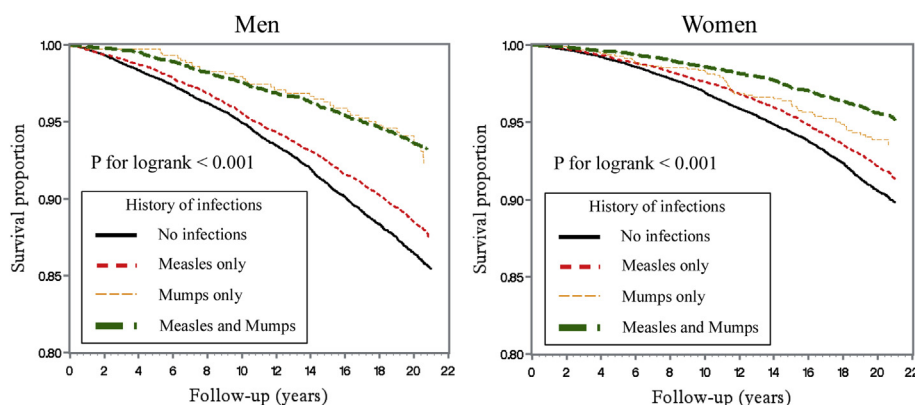 Men
Survival proportion
1.00
0.95
0.90
0.85
0.80
P for logrank < 0.001
History of infections
No infections
Measles only
Mumps only
Measles and Mumps
0 2 4 6 8 10 12 14 16 18 20 22
Follow-up (years)
Women
Survival proportion
1.00
0.95
0.90
0.85
0.80
P for logrank < 0.001
History of infections
No infections
Measles only
Mumps only
Measles and Mumps
0 2 4 6 8 10 12 14 16 18 20 22
Follow-up (years)